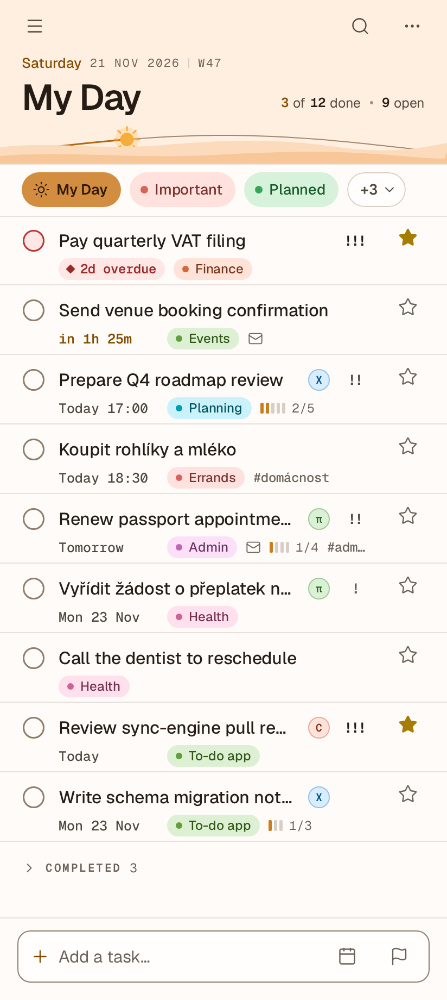 Saturday 21 NOV 2026 | W47
My Day
3 of 12 done • 9 open
My Day Important Planned +3
Pay quarterly VAT filing !!!
2d overdue Finance
Send venue booking confirmation
in 1h 25m Events
Prepare Q4 roadmap review X !!
Today 17:00 Planning 2/5
Koupit rohlíky a mléko
Today 18:30 Errands #domácnost
Renew passport appointme… π !!
Tomorrow Admin 1/4 #adm…
Vyřídit žádost o přeplatek n… π !
Mon 23 Nov Health
Call the dentist to reschedule
Health
Review sync-engine pull re… C !!!
Today To-do app
Write schema migration not… X
Mon 23 Nov To-do app 1/3
COMPLETED 3
+ Add a task…